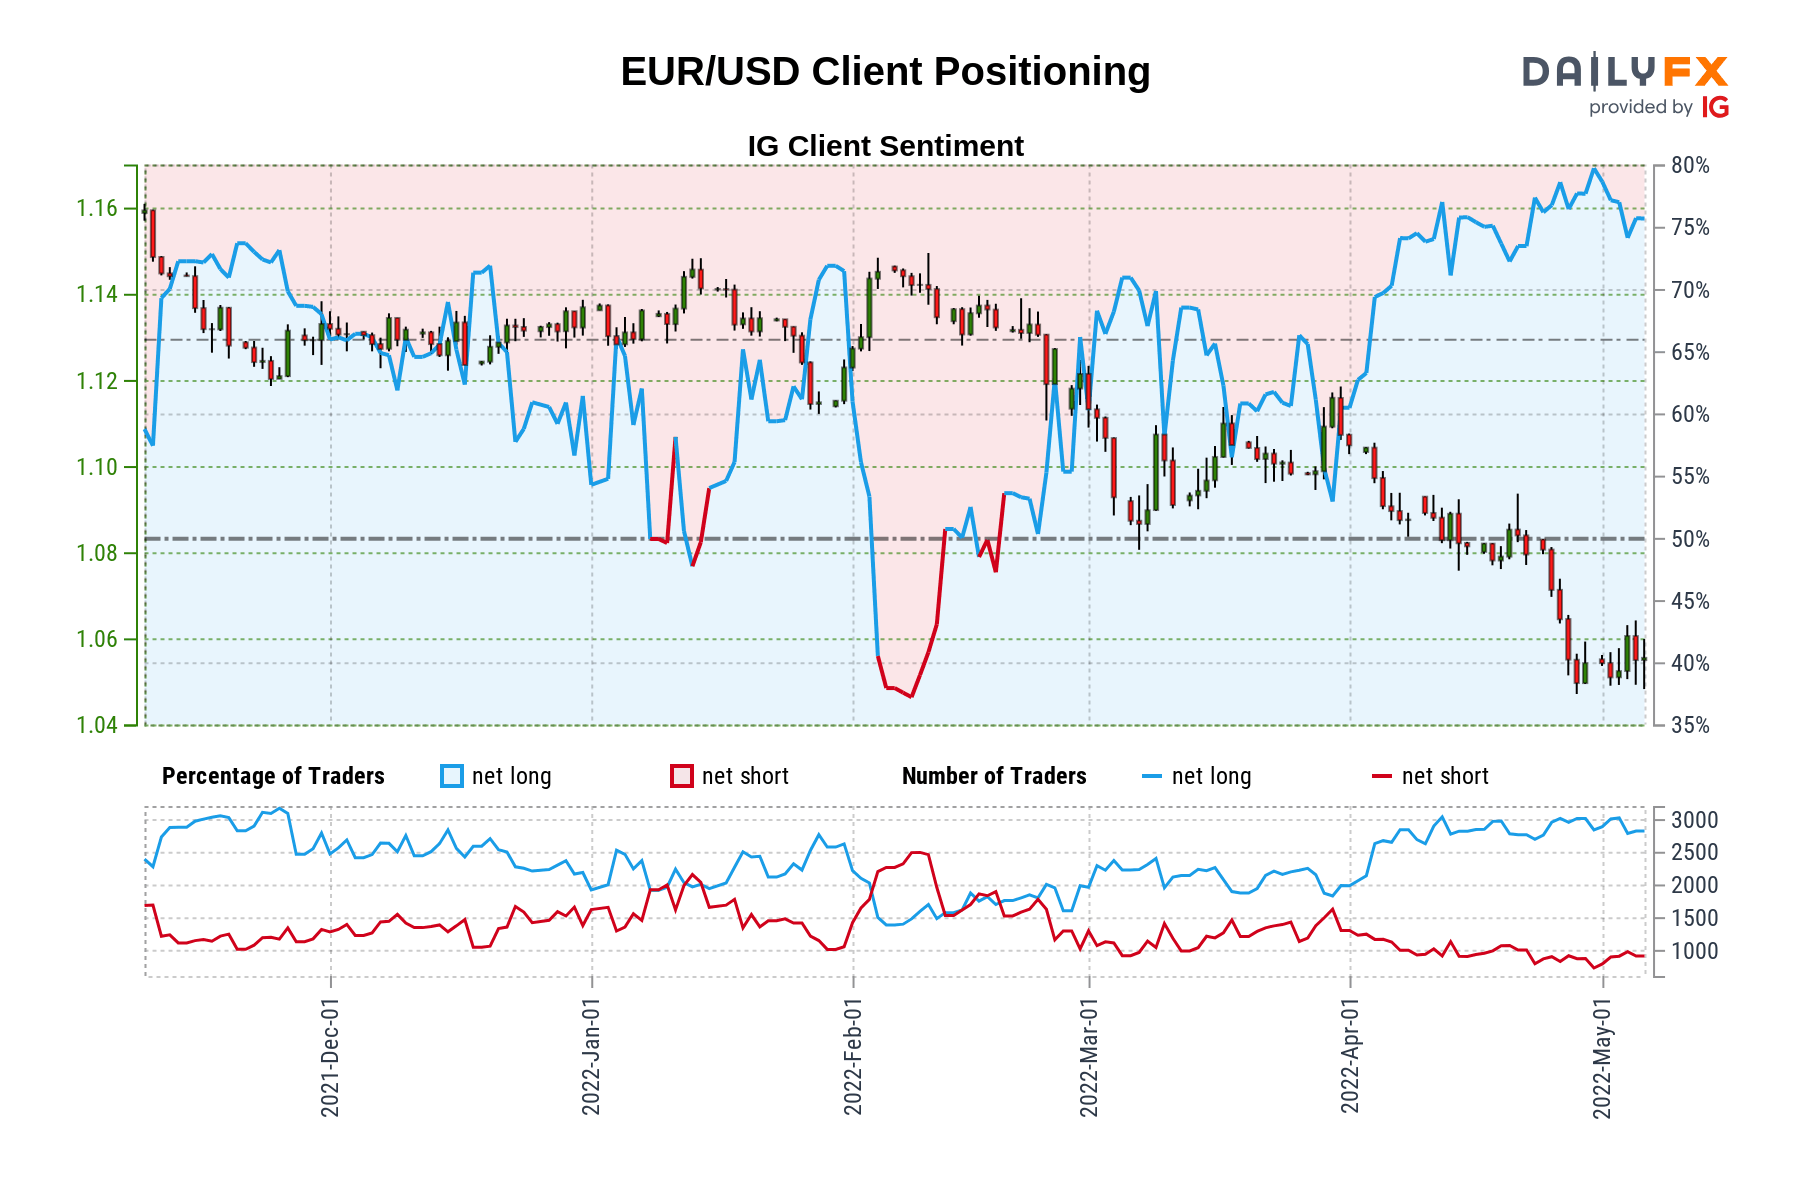 EUR/USD Client Positioning
DAILYFX
provided by IG
IG Client Sentiment
1.16
1.14
1.12
1.10
1.08
1.06
1.04
80%
75%
70%
65%
60%
55%
50%
45%
40%
35%
Percentage of Traders net long net short Number of Traders net long net short
3000
2500
2000
1500
1000
2021-Dec-01
2022-Jan-01
2022-Feb-01
2022-Mar-01
2022-Apr-01
2022-May-01